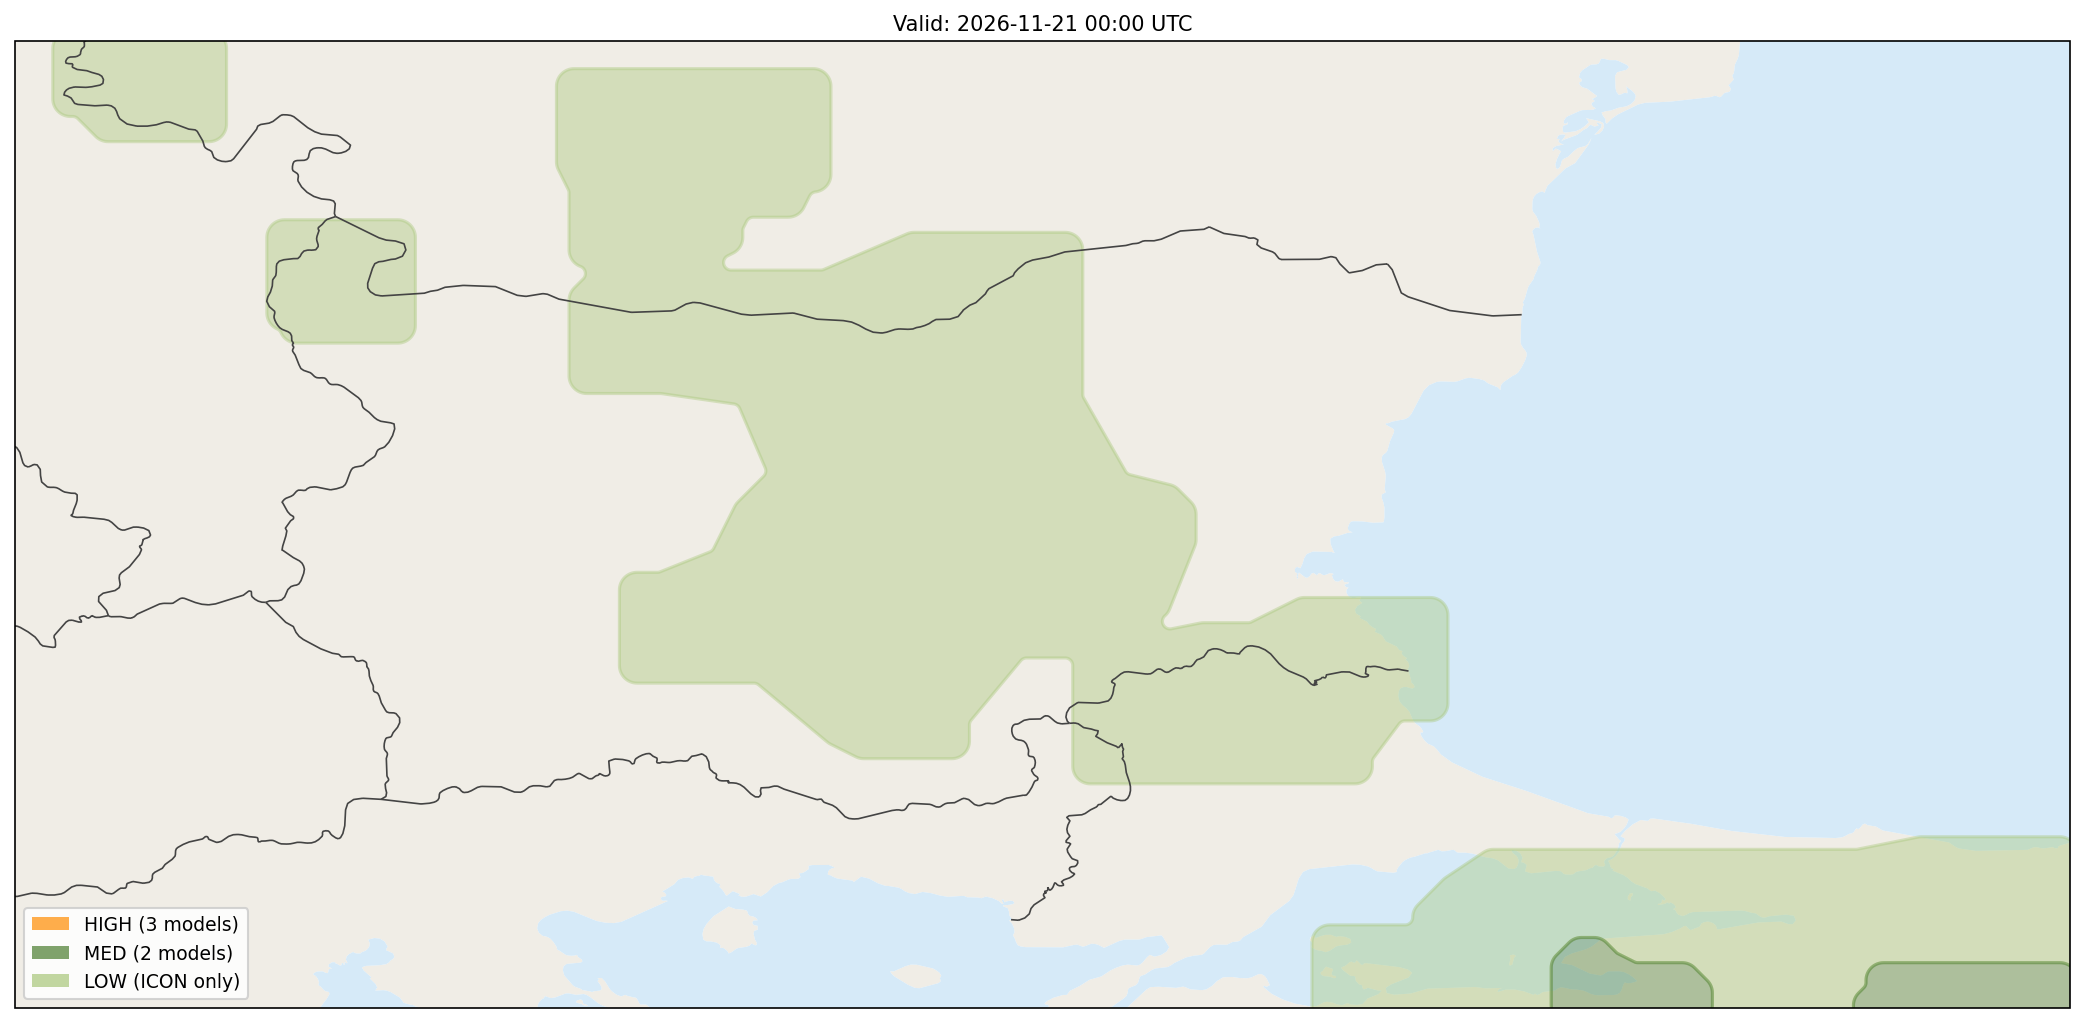 Valid: 2026-11-21 00:00 UTC
HIGH (3 models)
MED (2 models)
LOW (ICON only)